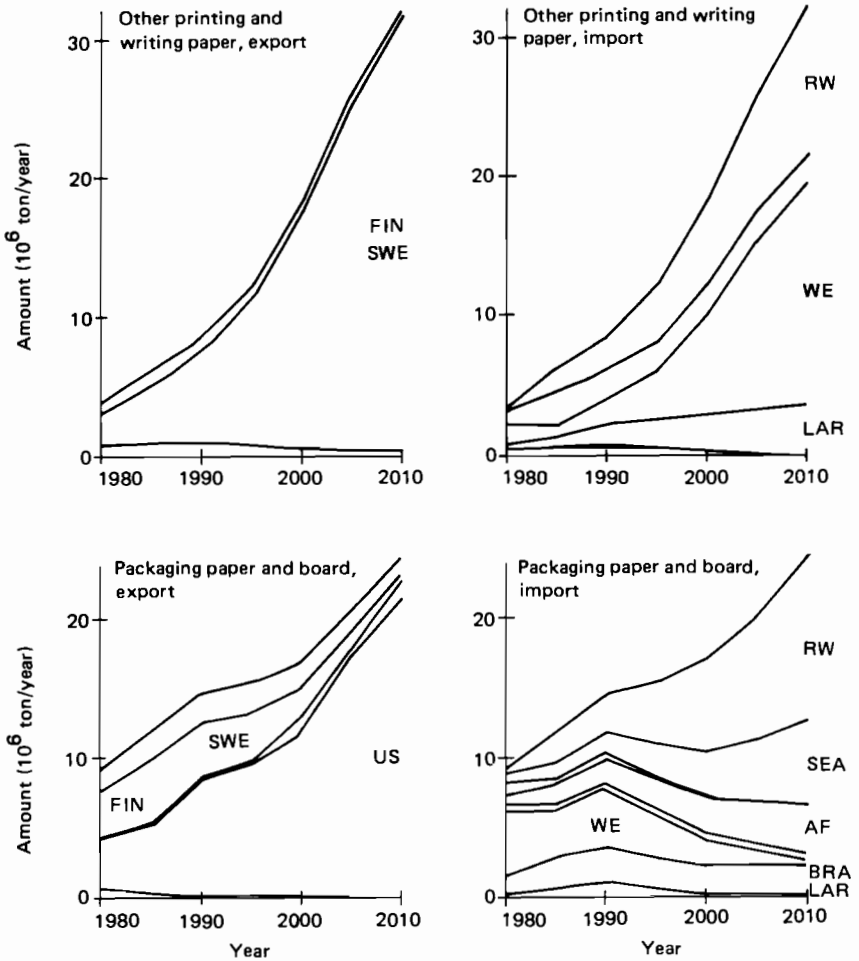 Other printing and
writing paper, export
30
20
10
0
1980
1990
2000
2010
FIN
SWE
Amount (10^6 ton/year)
Other printing and writing
paper, import
30
20
10
0
1980
1990
2000
2010
RW
WE
LAR
Packaging paper and board,
export
20
10
0
1980
1990
2000
2010
Year
SWE
FIN
US
Amount (10^6 ton/year)
Packaging paper and board,
import
20
10
0
1980
1990
2000
2010
Year
RW
SEA
AF
WE
BRA
LAR